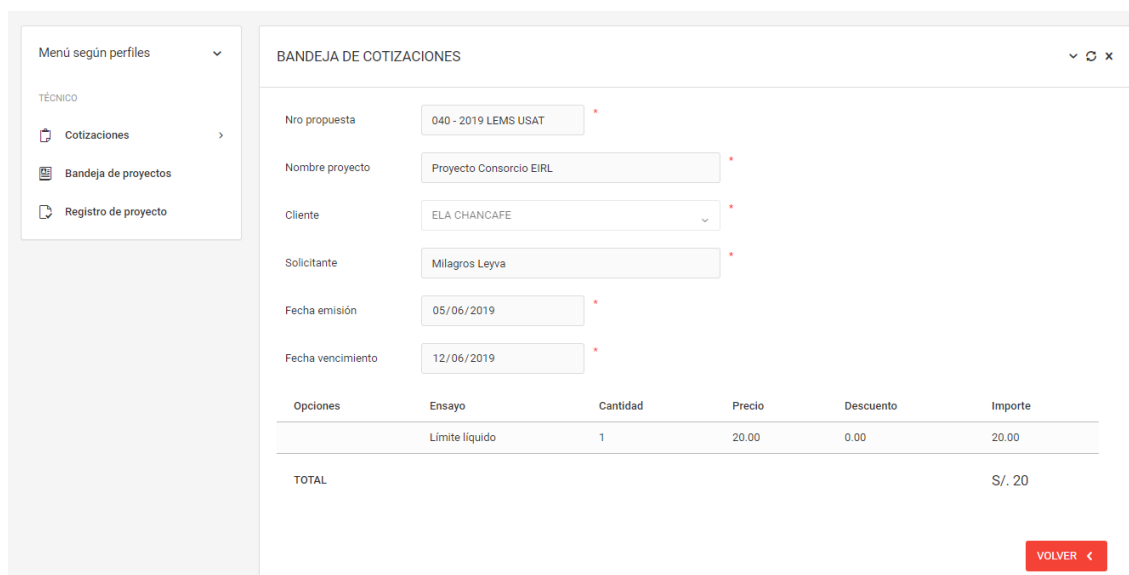 Menú según perfiles
TÉCNICO
Cotizaciones
Bandeja de proyectos
Registro de proyecto
BANDEJA DE COTIZACIONES
Nro propuesta 040 - 2019 LEMS USAT *
Nombre proyecto Proyecto Consorcio EIRL *
Cliente ELA CHANCAFE *
Solicitante Milagros Leyva *
Fecha emisión 05/06/2019 *
Fecha vencimiento 12/06/2019 *
Opciones Ensayo Cantidad Precio Descuento Importe
Límite líquido 1 20.00 0.00 20.00
TOTAL S/. 20
VOLVER